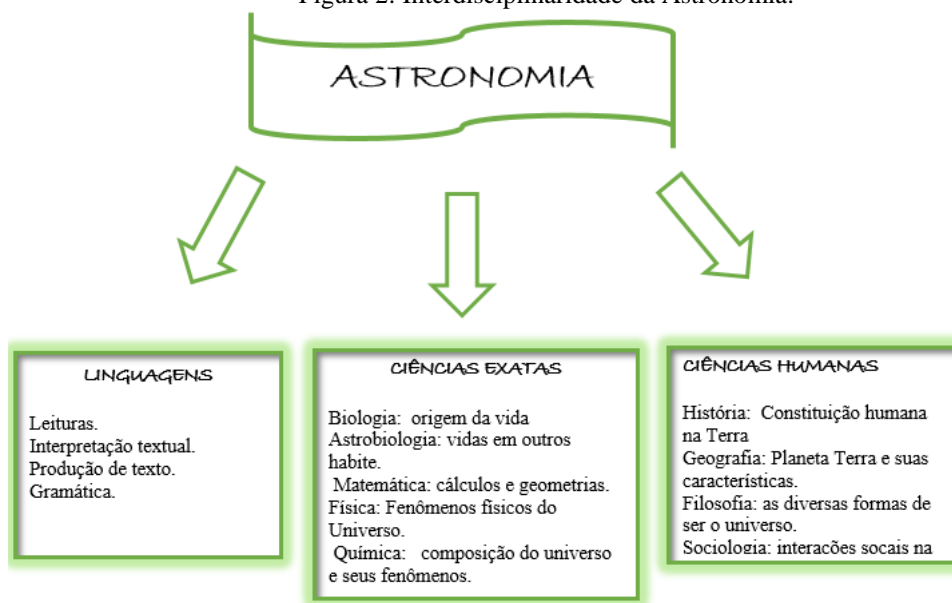 Figura 2. Interdisciplinaridade da Astronomia.
ASTRONOMIA
LINGUAGENS
Leituras.
Interpretação textual.
Produção de texto.
Gramática.
CIÊNCIAS EXATAS
Biologia: origem da vida
Astrobiologia: vidas em outros
habite.
Matemática: cálculos e geometrias.
Física: Fenômenos físicos do
Universo.
Química: composição do universo
e seus fenômenos.
CIÊNCIAS HUMANAS
História: Constituição humana
na Terra
Geografia: Planeta Terra e suas
características.
Filosofia: as diversas formas de
ser o universo.
Sociologia: interações socais na